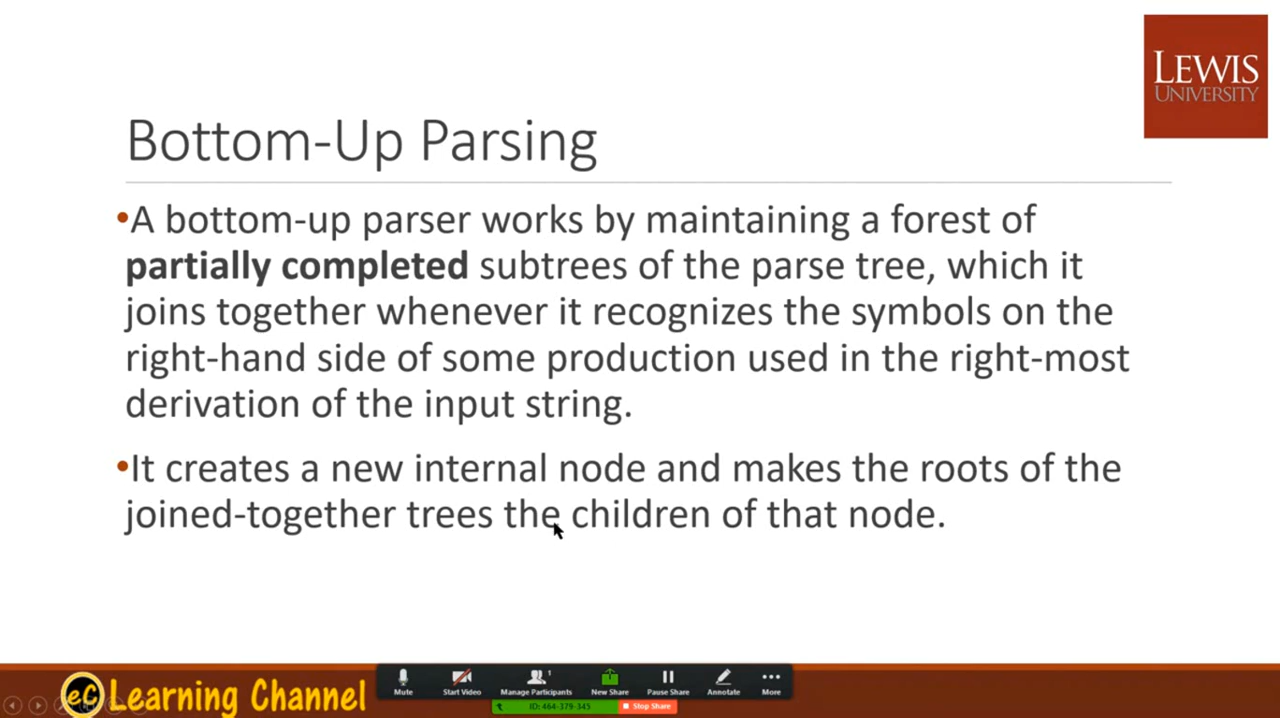 LEWIS
UNIVERSITY
Bottom-Up Parsing
•A bottom-up parser works by maintaining a forest of
partially completed subtrees of the parse tree, which it
joins together whenever it recognizes the symbols on the
right-hand side of some production used in the right-most
derivation of the input string.
•It creates a new internal node and makes the roots of the
joined-together trees the children of that node.
eC Learning Channel
Mute
Start Video
1
Manage Participants
New Share
Pause Share
Annotate
More
ID: 464-379-345
Stop Share